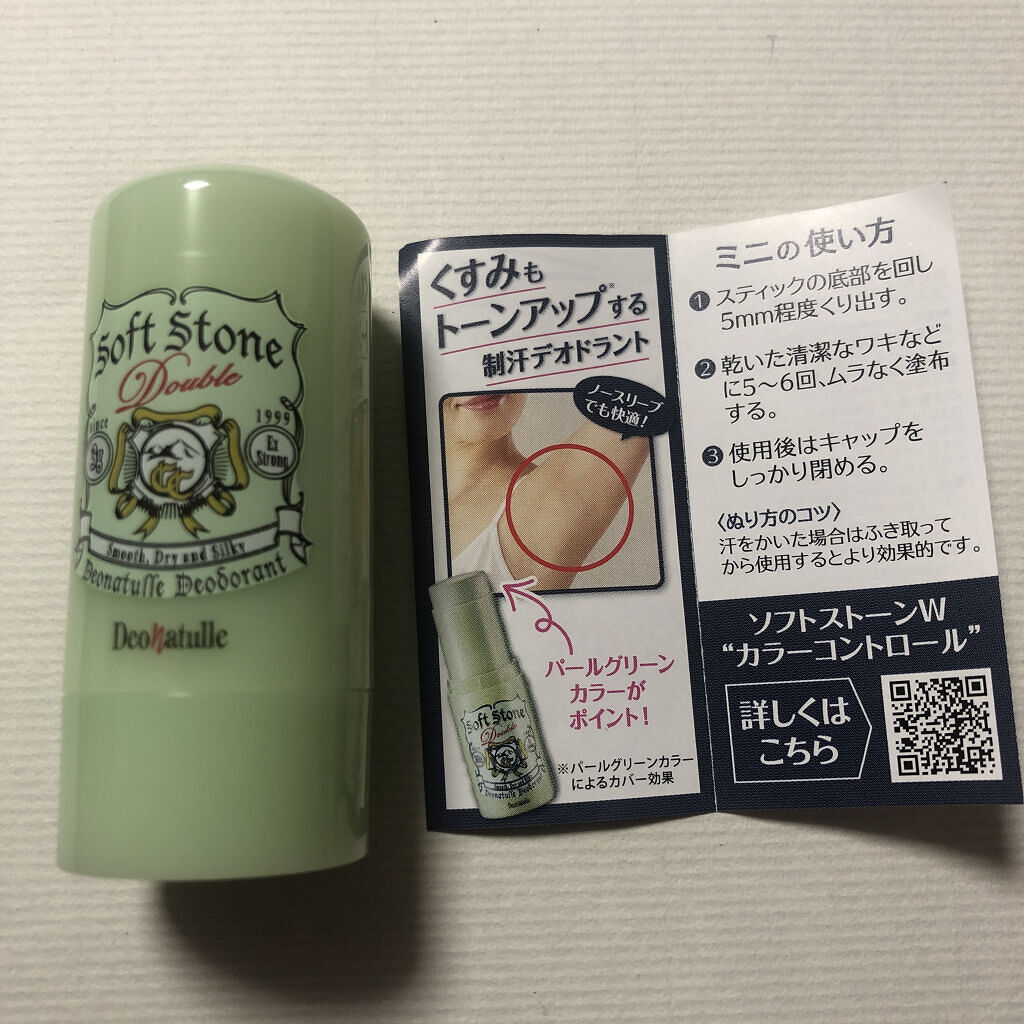 Soft Stone
Double
since
1999
Ex
Strong
Smooth, Dry and Silky
Deonatulle Deodorant
Deonatulle
くすみも
トーンアップ※する
制汗デオドラント
ノースリーブ
でも快適!
パールグリーン
カラーが
ポイント!
※パールグリーンカラー
によるカバー効果
Soft Stone
Double
Deonatulle Deodorant
Deonatulle
ミニの使い方
❶スティックの底部を回し
5mm程度くり出す。
❷乾いた清潔なワキなど
に5～6回、ムラなく塗布
する。
❸使用後はキャップを
しっかり閉める。
〈ぬり方のコツ〉
汗をかいた場合はふき取って
から使用するとより効果的です。
ソフトストーンW
“カラーコントロール”
詳しくは
こちら